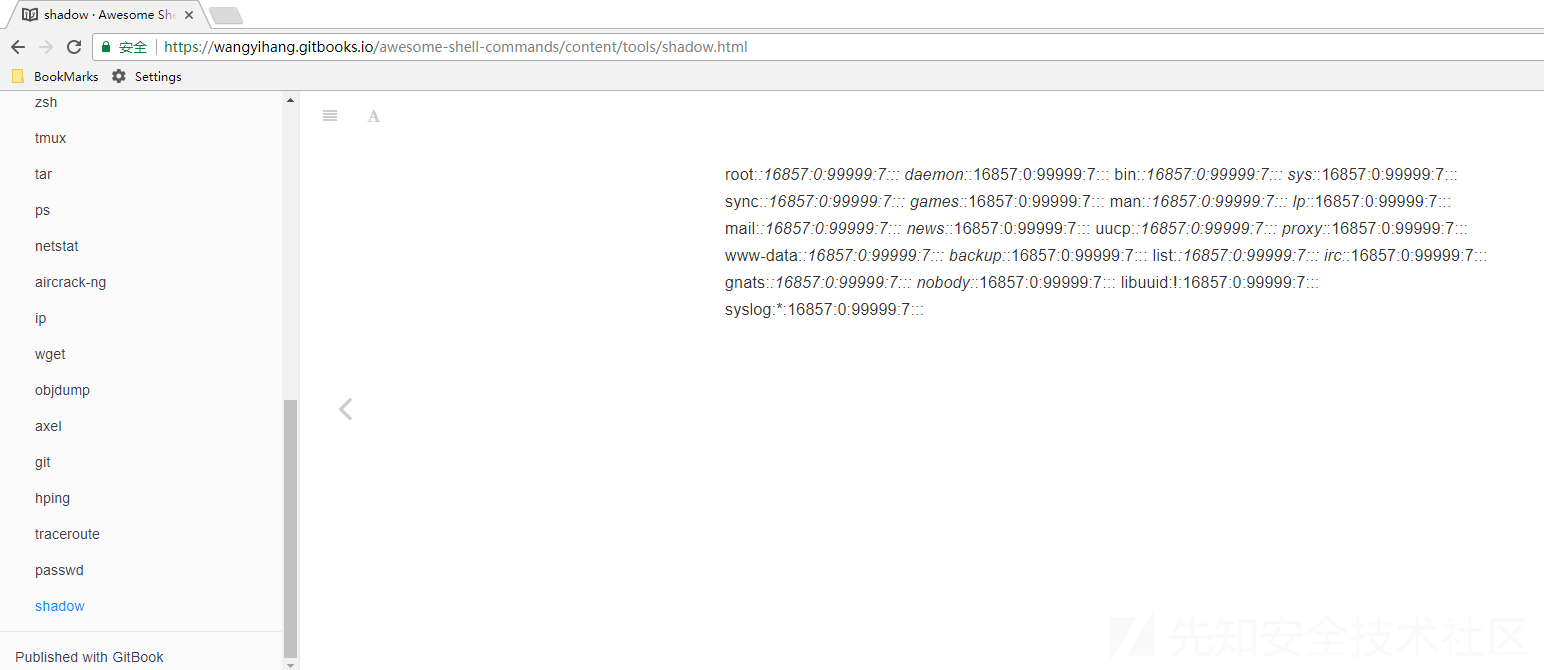 shadow · Awesome She
安全 https://wangyihang.gitbooks.io/awesome-shell-commands/content/tools/shadow.html
BookMarks Settings
zsh
tmux
tar
ps
netstat
aircrack-ng
ip
wget
objdump
axel
git
hping
traceroute
passwd
shadow
Published with GitBook
A
root::16857:0:99999:7::: daemon::16857:0:99999:7::: bin::16857:0:99999:7::: sys::16857:0:99999:7:::
sync::16857:0:99999:7::: games::16857:0:99999:7::: man::16857:0:99999:7::: lp::16857:0:99999:7:::
mail::16857:0:99999:7::: news::16857:0:99999:7::: uucp::16857:0:99999:7::: proxy::16857:0:99999:7:::
www-data::16857:0:99999:7::: backup::16857:0:99999:7::: list::16857:0:99999:7::: irc::16857:0:99999:7:::
gnats::16857:0:99999:7::: nobody::16857:0:99999:7::: libuuid:!:16857:0:99999:7:::
syslog:*:16857:0:99999:7:::
先知安全技术社区